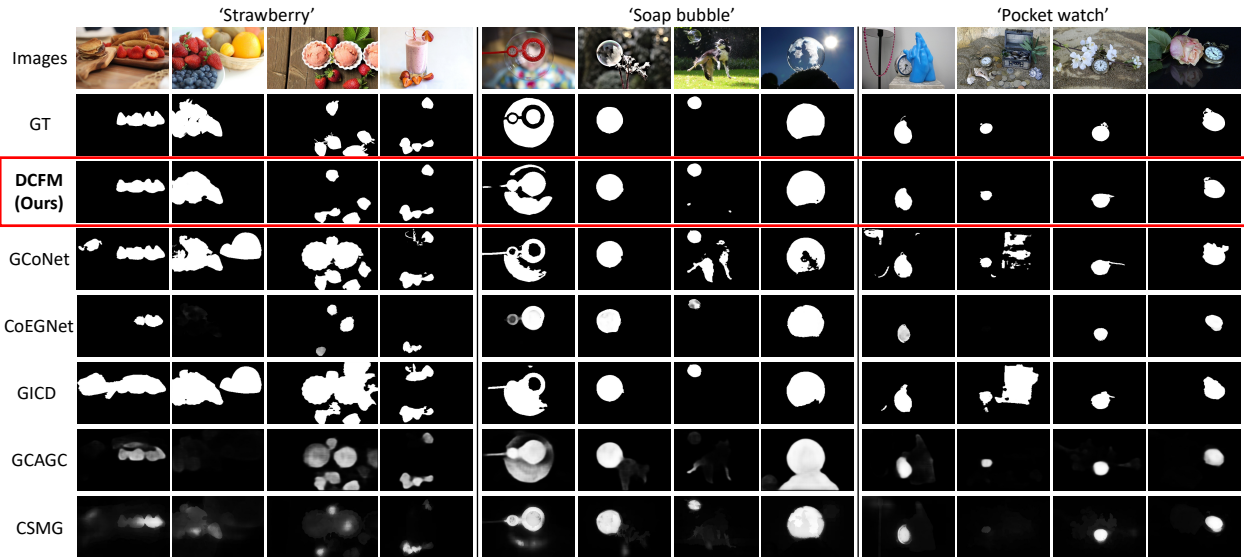 ‘Strawberry’
‘Soap bubble’
‘Pocket watch’
Images
GT
DCFM
(Ours)
GCoNet
CoEGNet
GICD
GCAGC
CSMG